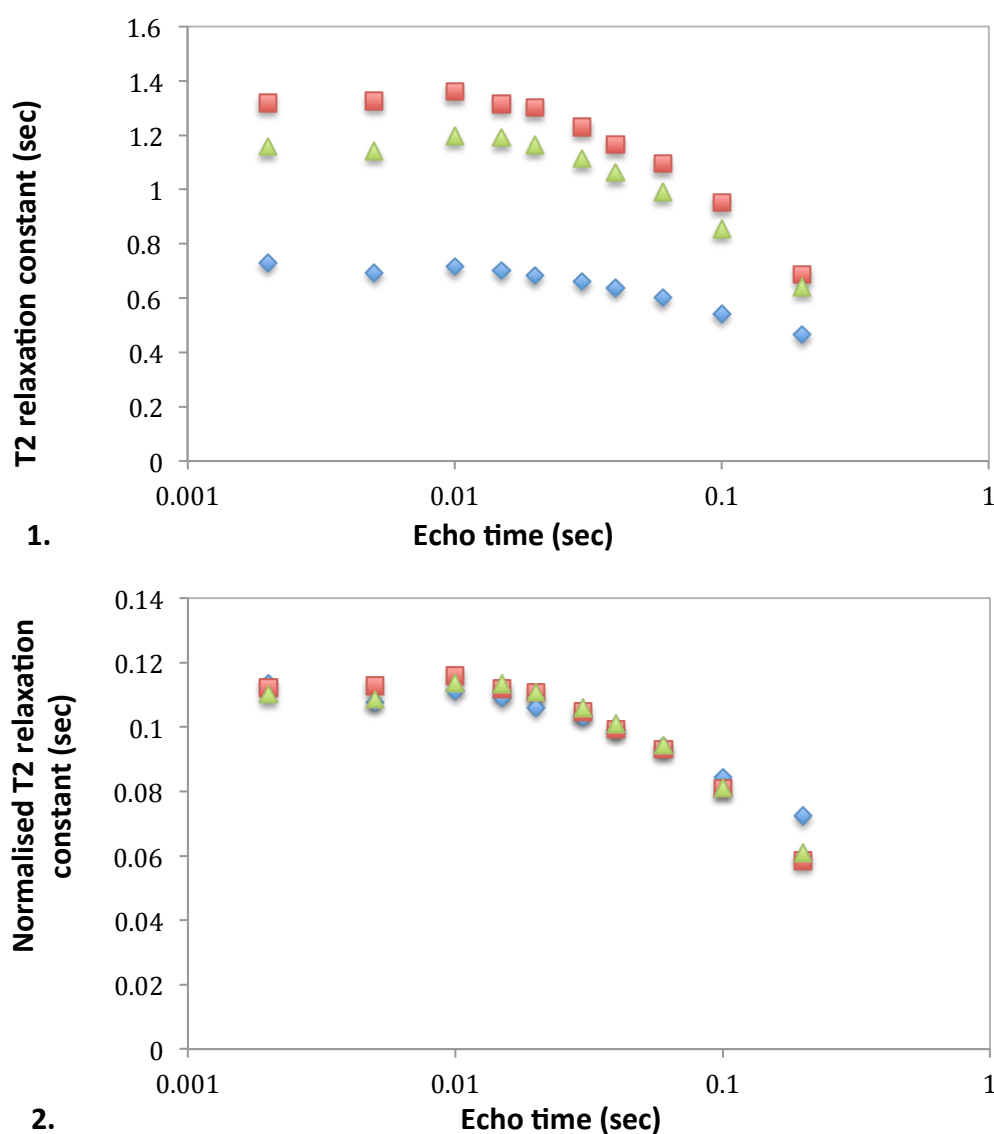 1.6
1.4
1.2
1
0.8
0.6
0.4
0.2
0
T2 relaxation constant (sec)
0.001 0.01 0.1 1
1. Echo time (sec)
0.14
0.12
0.1
0.08
0.06
0.04
0.02
0
Normalised T2 relaxation
constant (sec)
0.001 0.01 0.1 1
2. Echo time (sec)